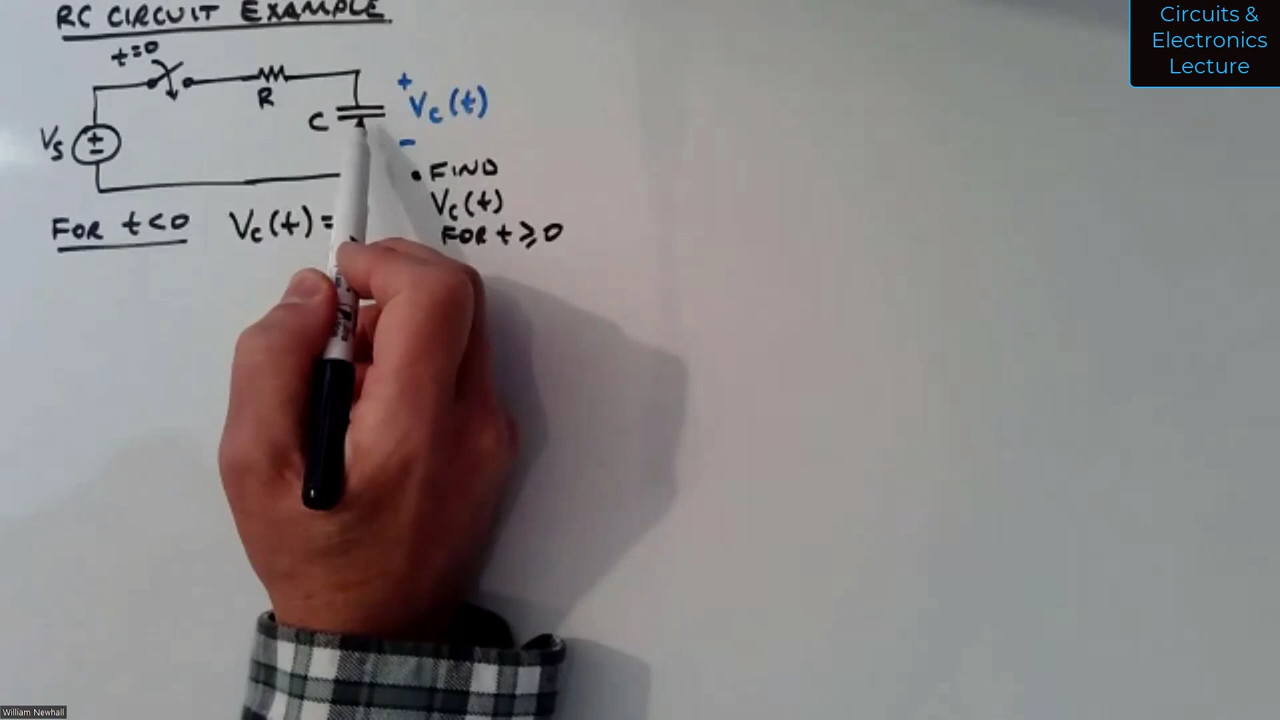 RC CIRCUIT EXAMPLE
t=0
R
C
+
Vc(t)
-
Vs
+
-
• FIND
Vc(t)
FOR t ≥ 0
FOR t < 0 Vc(t) =
Circuits &
Electronics
Lecture
William Newhall